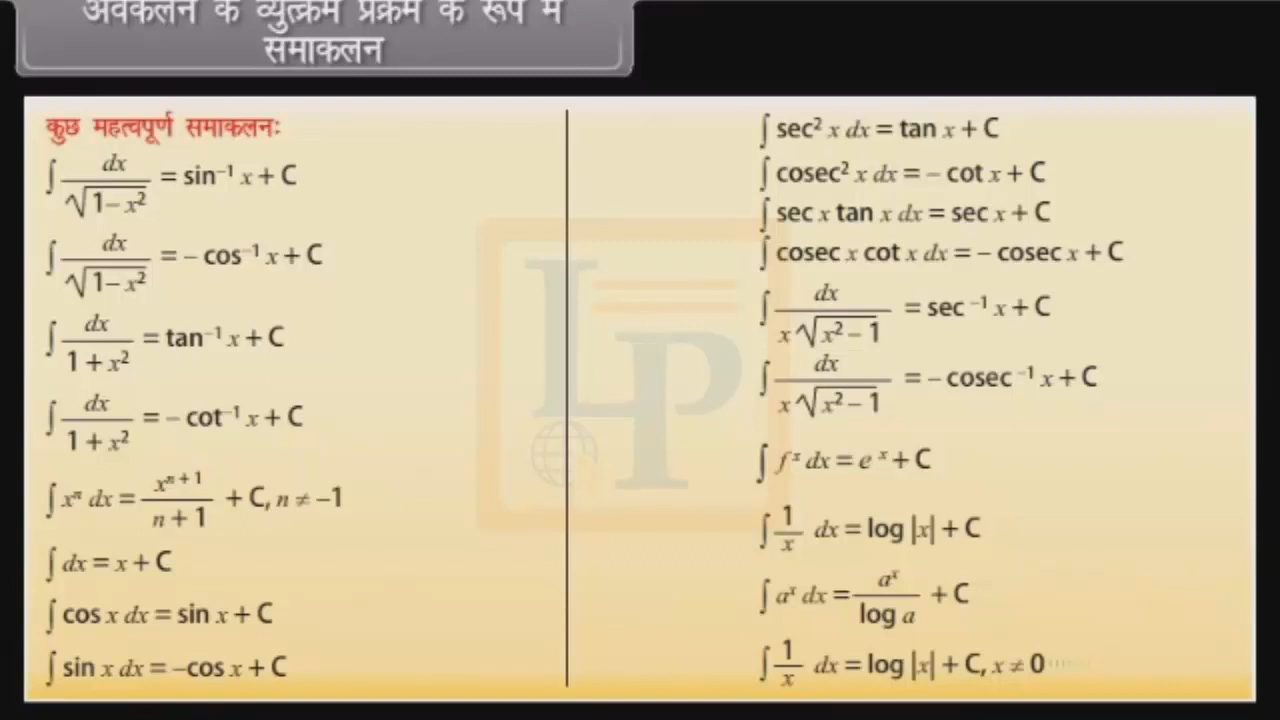 अवकलन के व्युत्क्रम प्रक्रम के रूप में
समाकलन
कुछ महत्वपूर्ण समाकलनः
∫ dx/√(1−x²) = sin⁻¹ x + C
∫ dx/√(1−x²) = − cos⁻¹ x + C
∫ dx/(1 + x²) = tan⁻¹ x + C
∫ dx/(1 + x²) = − cot⁻¹ x + C
∫ xⁿ dx = xⁿ⁺¹/(n + 1) + C, n ≠ −1
∫ dx = x + C
∫ cos x dx = sin x + C
∫ sin x dx = −cos x + C
∫ sec² x dx = tan x + C
∫ cosec² x dx = − cot x + C
∫ sec x tan x dx = sec x + C
∫ cosec x cot x dx = − cosec x + C
∫ dx/(x√(x² − 1)) = sec⁻¹ x + C
∫ dx/(x√(x² − 1)) = − cosec⁻¹ x + C
∫ fˣ dx = eˣ + C
∫ 1/x dx = log |x| + C
∫ aˣ dx = aˣ/log a + C
∫ 1/x dx = log |x| + C, x ≠ 0
LP